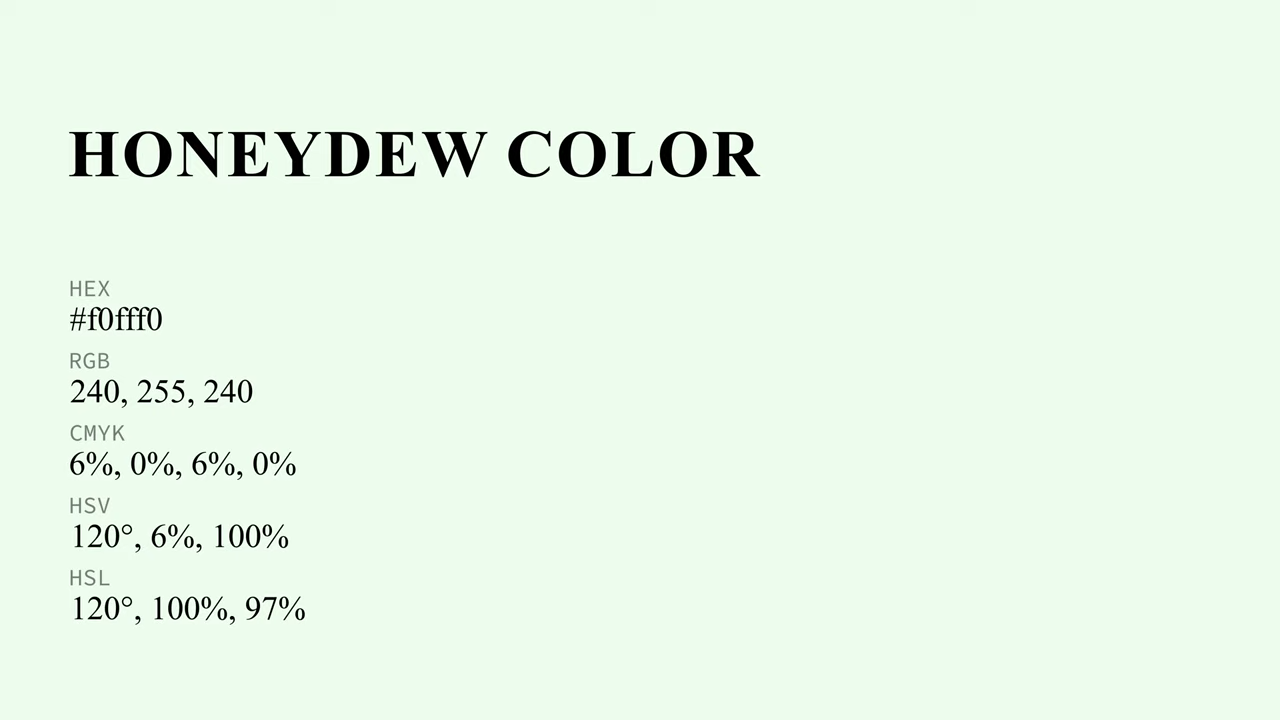 HONEYDEW COLOR
HEX
#f0fff0
RGB
240, 255, 240
CMYK
6%, 0%, 6%, 0%
HSV
120°, 6%, 100%
HSL
120°, 100%, 97%